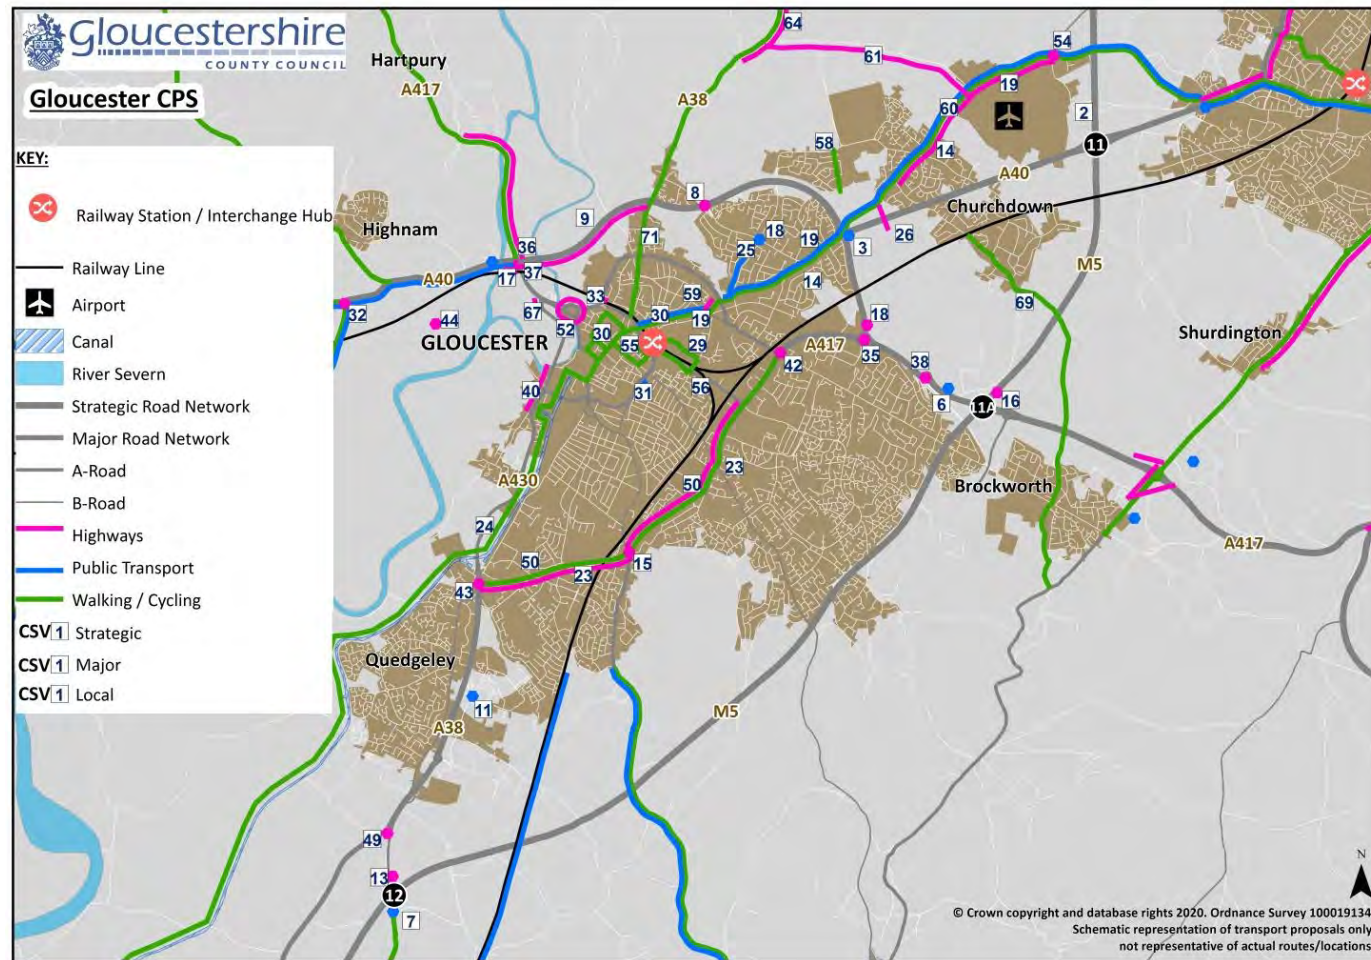 Gloucestershire
COUNTY COUNCIL
Gloucester CPS
KEY:
Railway Station / Interchange Hub
Railway Line
Airport
Canal
River Severn
Strategic Road Network
Major Road Network
A-Road
B-Road
Highways
Public Transport
Walking / Cycling
CSV 1 Strategic
CSV 1 Major
CSV 1 Local
64
54
Hartpury
61
19
A417
A38
60
2
58
14
11
A40
8
Churchdown
9
Highnam
71
18
19
26
36
25
3
M5
A40
17
37
14
69
33
59
32
67
30
19
18
44
52
30
Shurdington
GLOUCESTER
55
29
A417
35
42
38
40
31
56
6
11A
16
23
A430
50
Brockworth
24
A417
50
23
15
43
Quedgeley
11
M5
A38
49
13
12
7
N
© Crown copyright and database rights 2020. Ordnance Survey 100019134
Schematic representation of transport proposals only
not representative of actual routes/locations